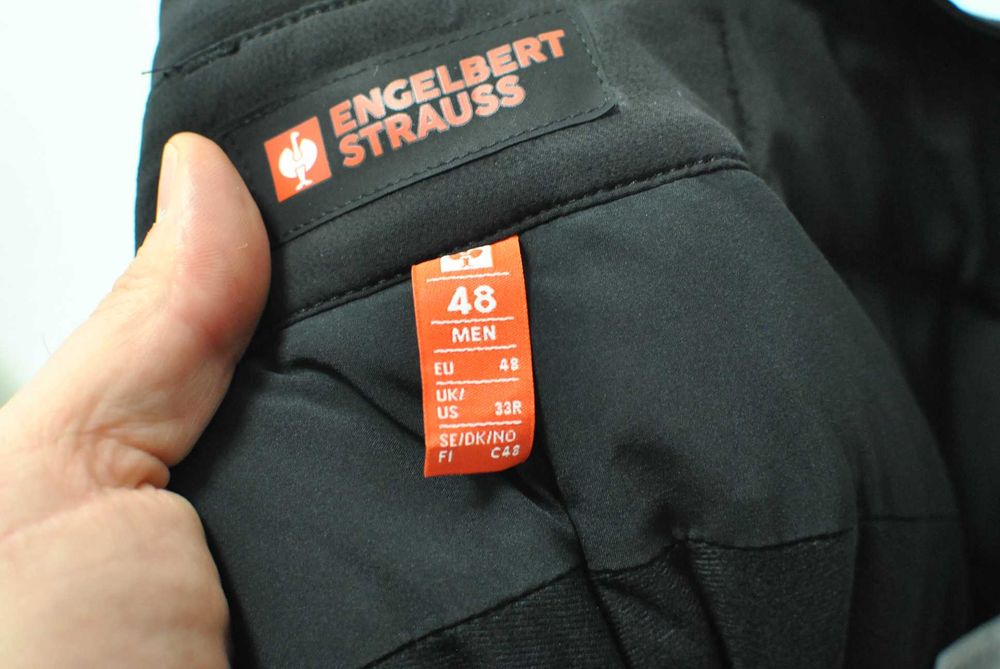 ENGELBERT
STRAUSS
48
MEN
EU 48
UK/
US 33R
SE/DK/NO
FI C48